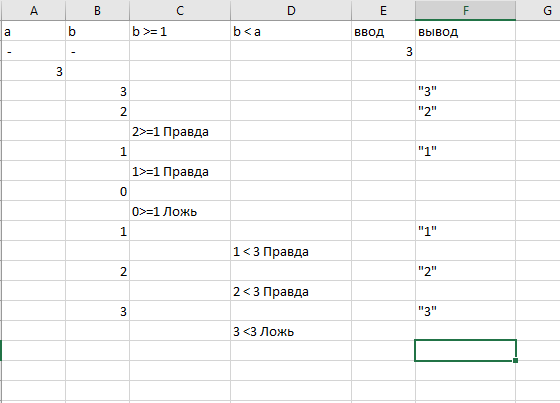 A B C D E F G
a b b >= 1 b < a ввод вывод
- - 3
3
3 "3"
2 "2"
2>=1 Правда
1 "1"
1>=1 Правда
0
0>=1 Ложь
1 "1"
1 < 3 Правда
2 "2"
2 < 3 Правда
3 "3"
3 <3 Ложь